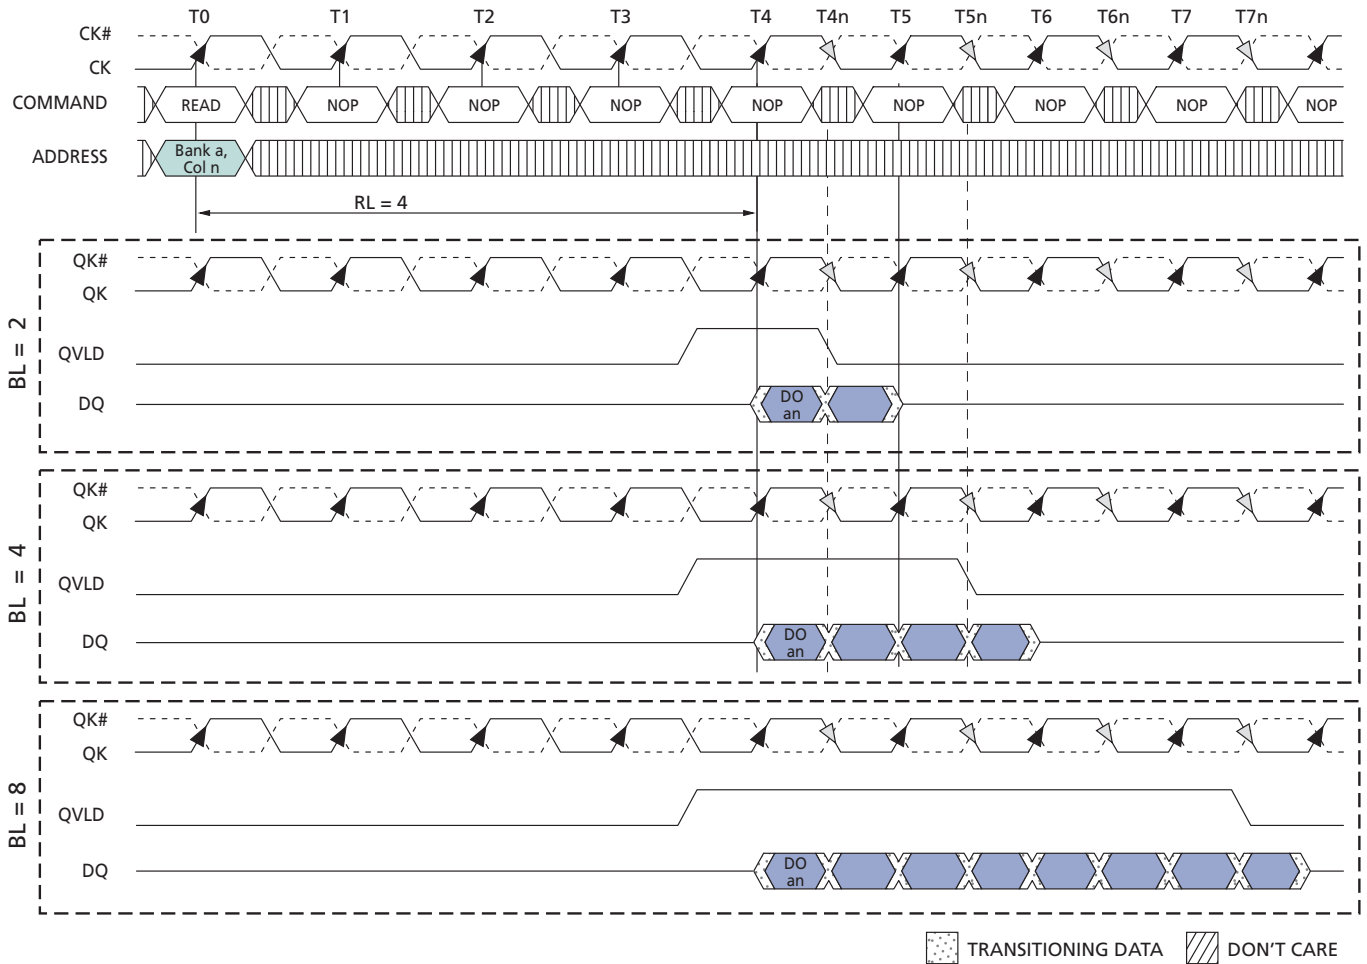 T0 T1 T2 T3 T4 T4n T5 T5n T6 T6n T7 T7n
CK#
CK
COMMAND READ NOP NOP NOP NOP NOP NOP NOP NOP
ADDRESS Bank a,
Col n
RL = 4
BL = 2
QK#
QK
QVLD
DQ DO
an
BL = 4
QK#
QK
QVLD
DQ DO
an
BL = 8
QK#
QK
QVLD
DQ DO
an
TRANSITIONING DATA DON'T CARE